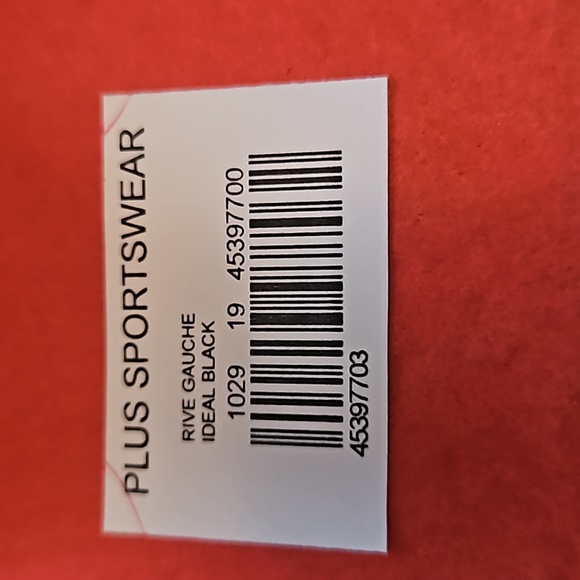 PLUS SPORTSWEAR
RIVE GAUCHE
IDEAL BLACK
1029 19 45397700
45397703